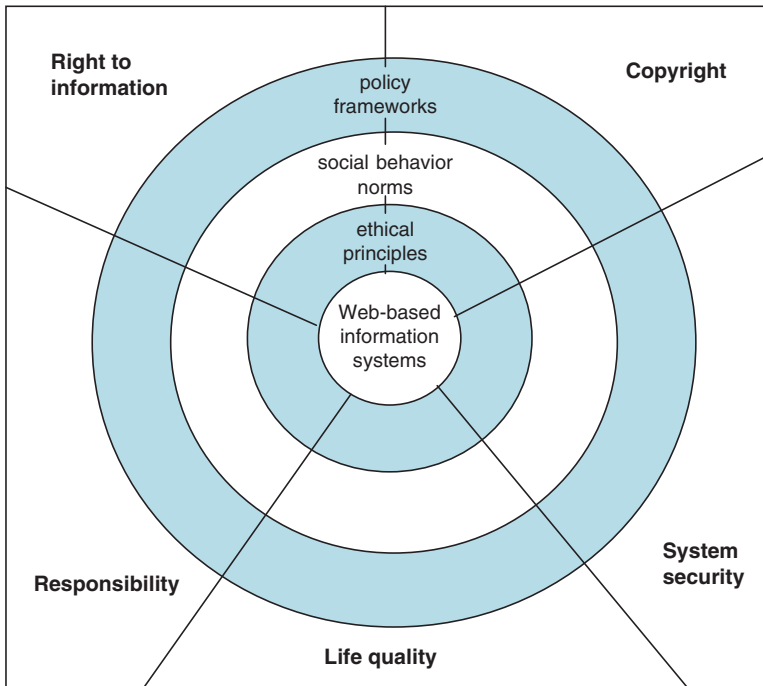 Right to
information
policy
frameworks
Copyright
social behavior
norms
ethical
principles
Web-based
information
systems
Responsibility
System
security
Life quality